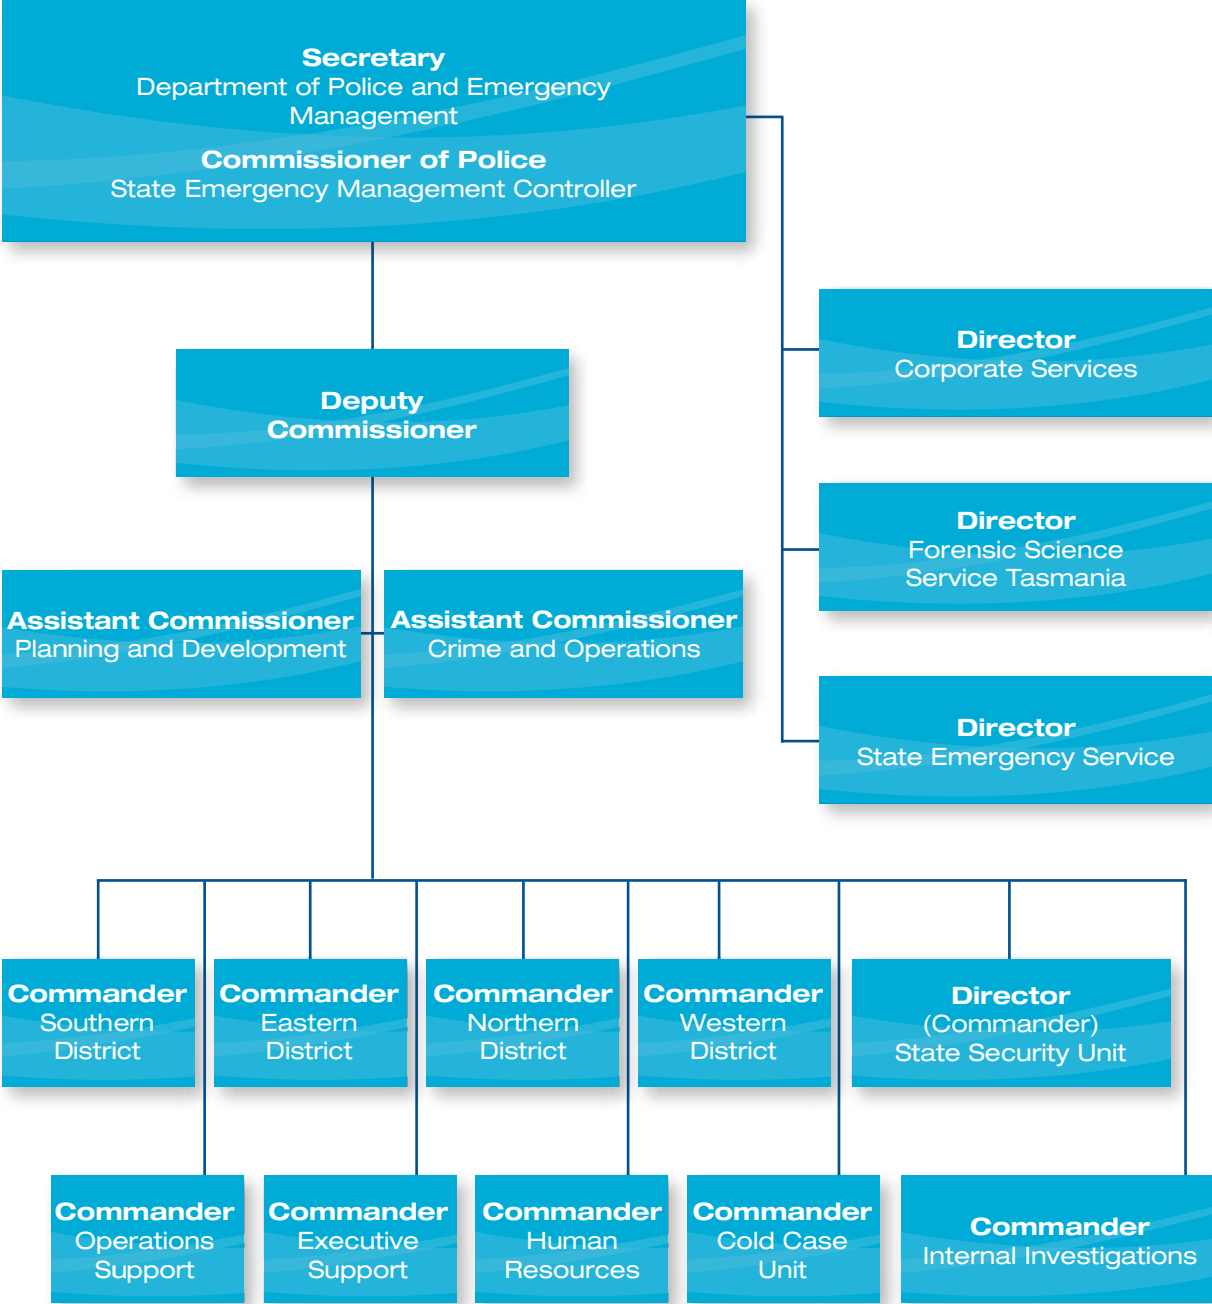 Secretary
Department of Police and Emergency
Management
Commissioner of Police
State Emergency Management Controller
Director
Corporate Services
Deputy
Commissioner
Director
Forensic Science
Service Tasmania
Assistant Commissioner
Planning and Development
Assistant Commissioner
Crime and Operations
Director
State Emergency Service
Commander
Southern
District
Commander
Eastern
District
Commander
Northern
District
Commander
Western
District
Director
(Commander)
State Security Unit
Commander
Operations
Support
Commander
Executive
Support
Commander
Human
Resources
Commander
Cold Case
Unit
Commander
Internal Investigations